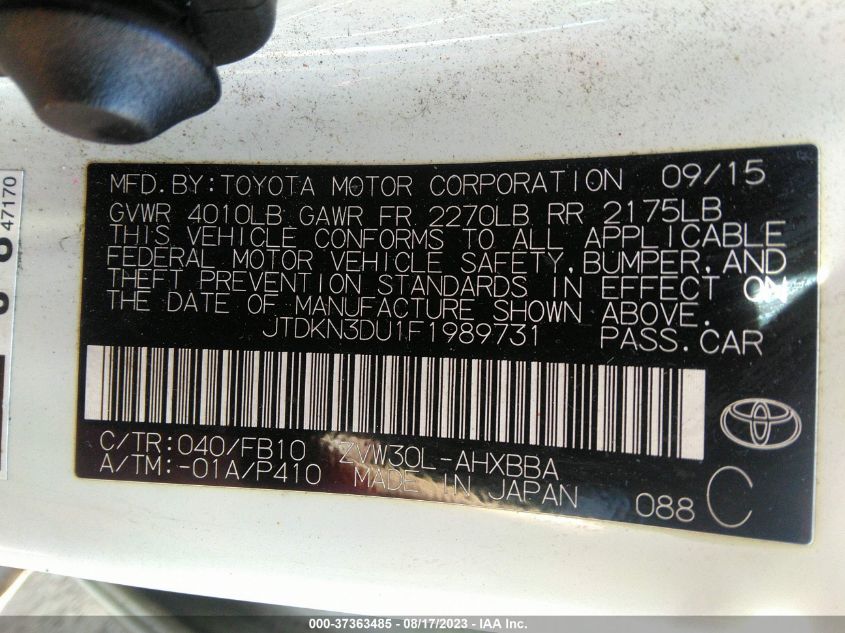 MFD.BY:TOYOTA MOTOR CORPORATION 09/15
GVWR 4010LB GAWR FR 2270LB RR 2175LB
THIS VEHICLE CONFORMS TO ALL APPLICABLE
FEDERAL MOTOR VEHICLE SAFETY,BUMPER,AND
THEFT PREVENTION STANDARDS IN EFFECT ON
THE DATE OF MANUFACTURE SHOWN ABOVE.
JTDKN3DU1F1989731 PASS.CAR
C/TR:040/FB10 ZVW30L-AHXBBA
A/TM:-01A/P410 MADE IN JAPAN
088 C
47170
000-37363485 - 08/17/2023 - IAA Inc.